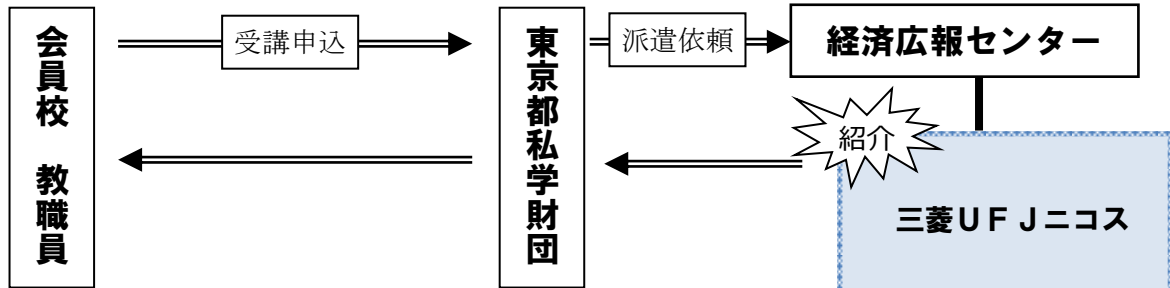 会員校 教職員
受講申込
東京都私学財団
派遣依頼
経済広報センター
紹介
三菱ＵＦＪニコス